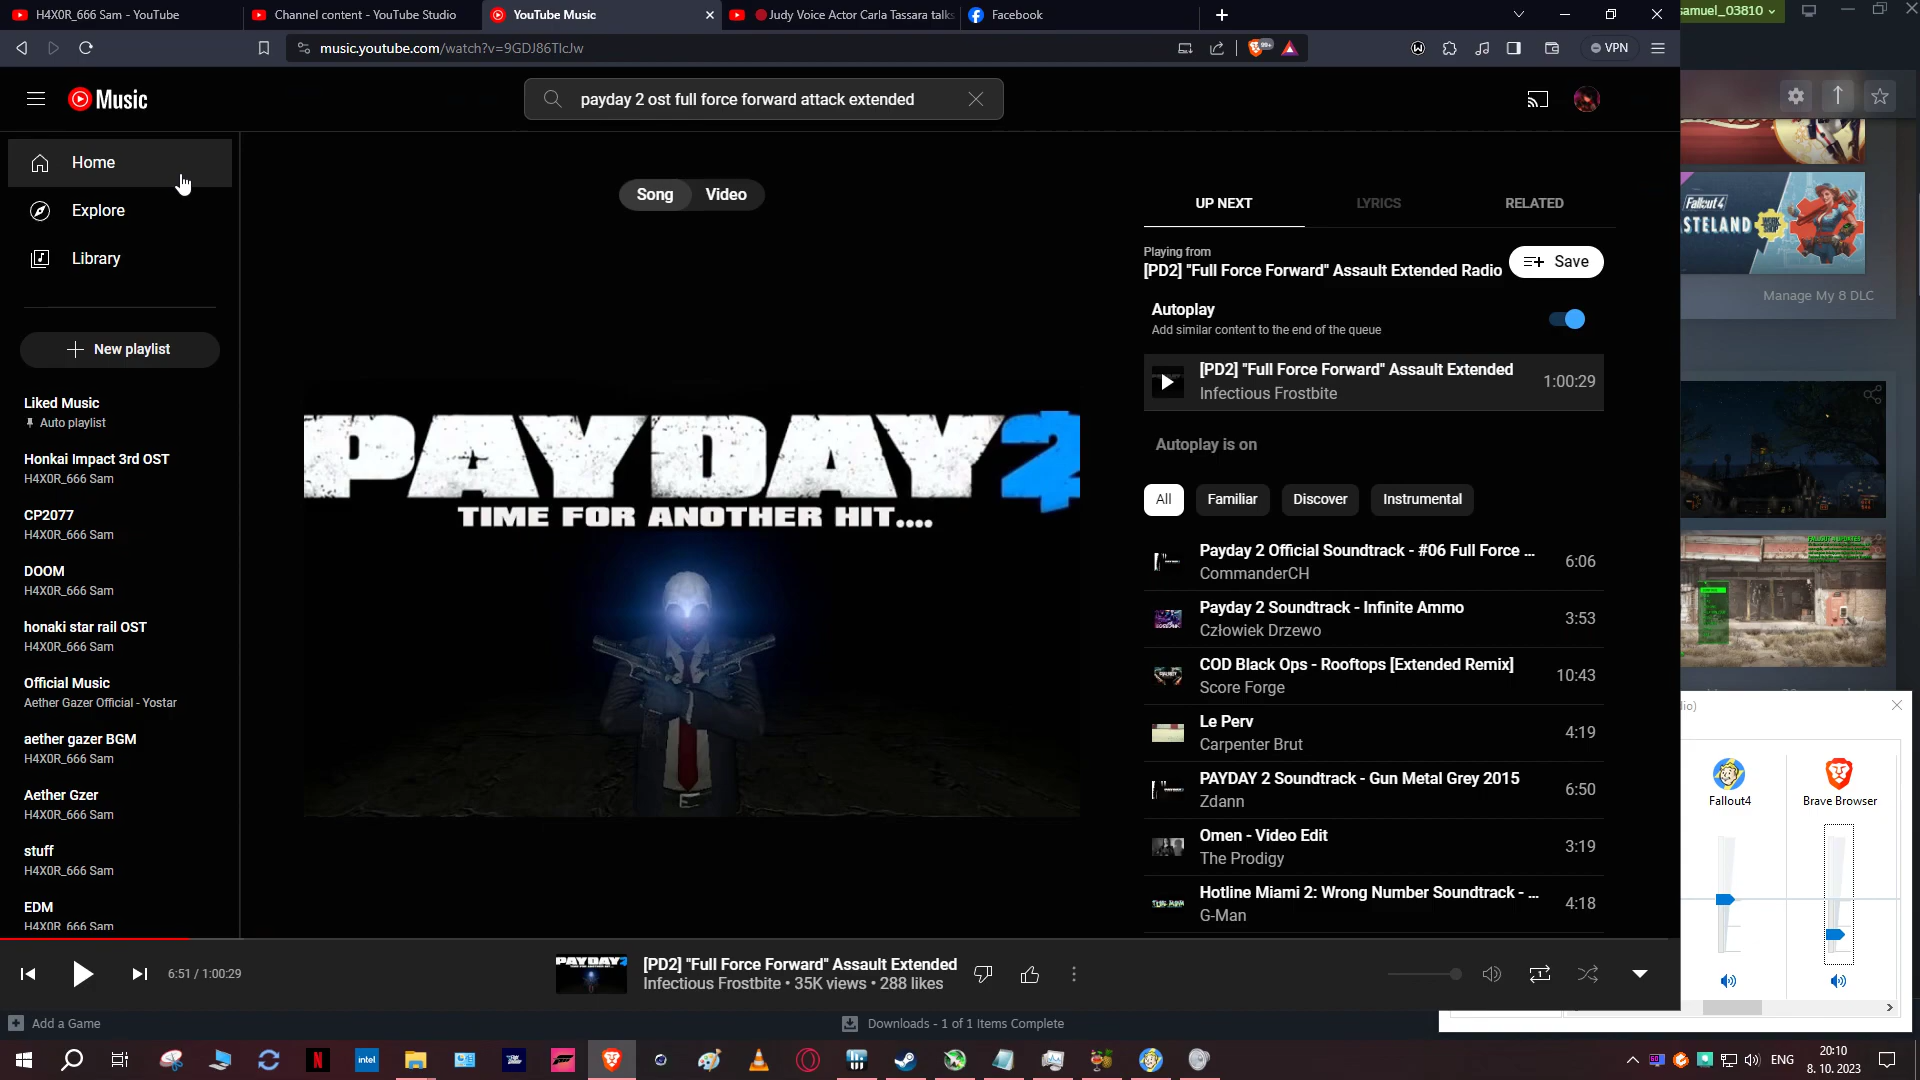 H4X0R_666 Sam - YouTube
Channel content - YouTube Studio
YouTube Music
Judy Voice Actor Carla Tassara talks
Facebook
samuel_03810
music.youtube.com/watch?v=9GDJ86TlcJw
99+
VPN
Music
payday 2 ost full force forward attack extended
Home
Explore
Library
New playlist
Liked Music
Auto playlist
Honkai Impact 3rd OST
H4X0R_666 Sam
CP2077
H4X0R_666 Sam
DOOM
H4X0R_666 Sam
honaki star rail OST
H4X0R_666 Sam
Official Music
Aether Gazer Official - Yostar
aether gazer BGM
H4X0R_666 Sam
Aether Gzer
H4X0R_666 Sam
stuff
H4X0R_666 Sam
EDM
H4X0R_666 Sam
Song
Video
PAYDAY 2
TIME FOR ANOTHER HIT....
UP NEXT
LYRICS
RELATED
Playing from
[PD2] "Full Force Forward" Assault Extended Radio
Save
Autoplay
Add similar content to the end of the queue
[PD2] "Full Force Forward" Assault Extended
Infectious Frostbite
1:00:29
Autoplay is on
All
Familiar
Discover
Instrumental
Payday 2 Official Soundtrack - #06 Full Force ...
CommanderCH
6:06
Payday 2 Soundtrack - Infinite Ammo
Człowiek Drzewo
3:53
COD Black Ops - Rooftops [Extended Remix]
Score Forge
10:43
Le Perv
Carpenter Brut
4:19
PAYDAY 2 Soundtrack - Gun Metal Grey 2015
Zdann
6:50
Omen - Video Edit
The Prodigy
3:19
Hotline Miami 2: Wrong Number Soundtrack - ...
G-Man
4:18
Fallout 4
STELAND
WORK SHOP
Manage My 8 DLC
dio)
Fallout4
Brave Browser
6:51 / 1:00:29
[PD2] "Full Force Forward" Assault Extended
Infectious Frostbite • 35K views • 288 likes
Add a Game
Downloads - 1 of 1 Items Complete
intel
ENG
20:10
8. 10. 2023